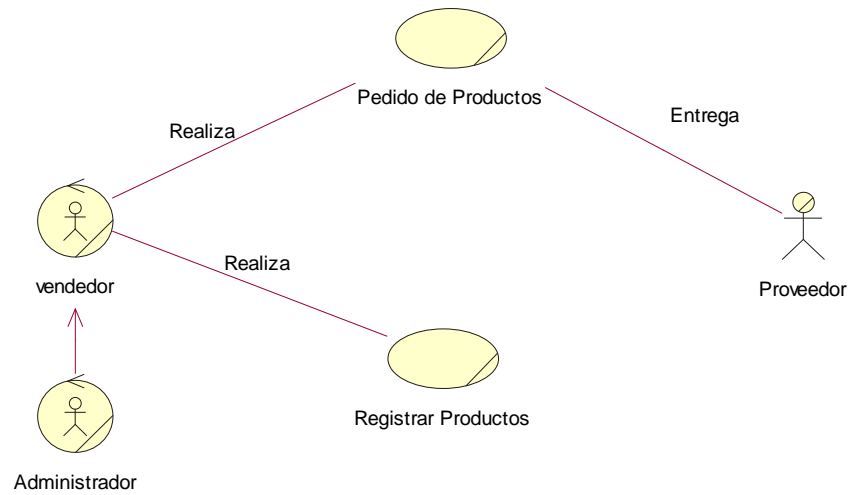 Pedido de Productos
Entrega
Realiza
Realiza
vendedor
Proveedor
Registrar Productos
Administrador